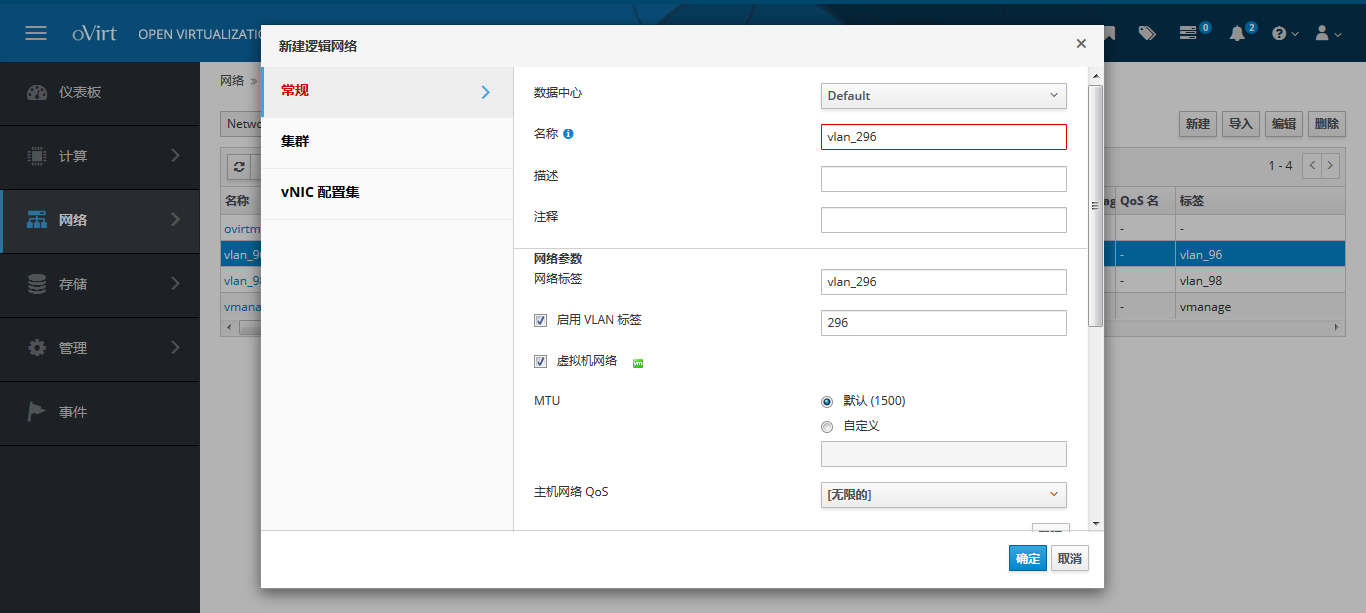 oVirt OPEN VIRTUALIZATIO
0
2
新建逻辑网络
仪表板
计算
网络
存储
管理
事件
网络 »
Netwo
新建 导入 编辑 删除
1 - 4
名称
QoS 名 标签
ovirtm
- -
vlan_9
- vlan_96
vlan_98
- vlan_98
vmana
- vmanage
常规
集群
vNIC 配置集
数据中心 Default
名称 vlan_296
描述
注释
网络参数
网络标签 vlan_296
启用 VLAN 标签 296
虚拟机网络 vm
MTU 默认 (1500)
自定义
主机网络 QoS [无限的]
确定 取消